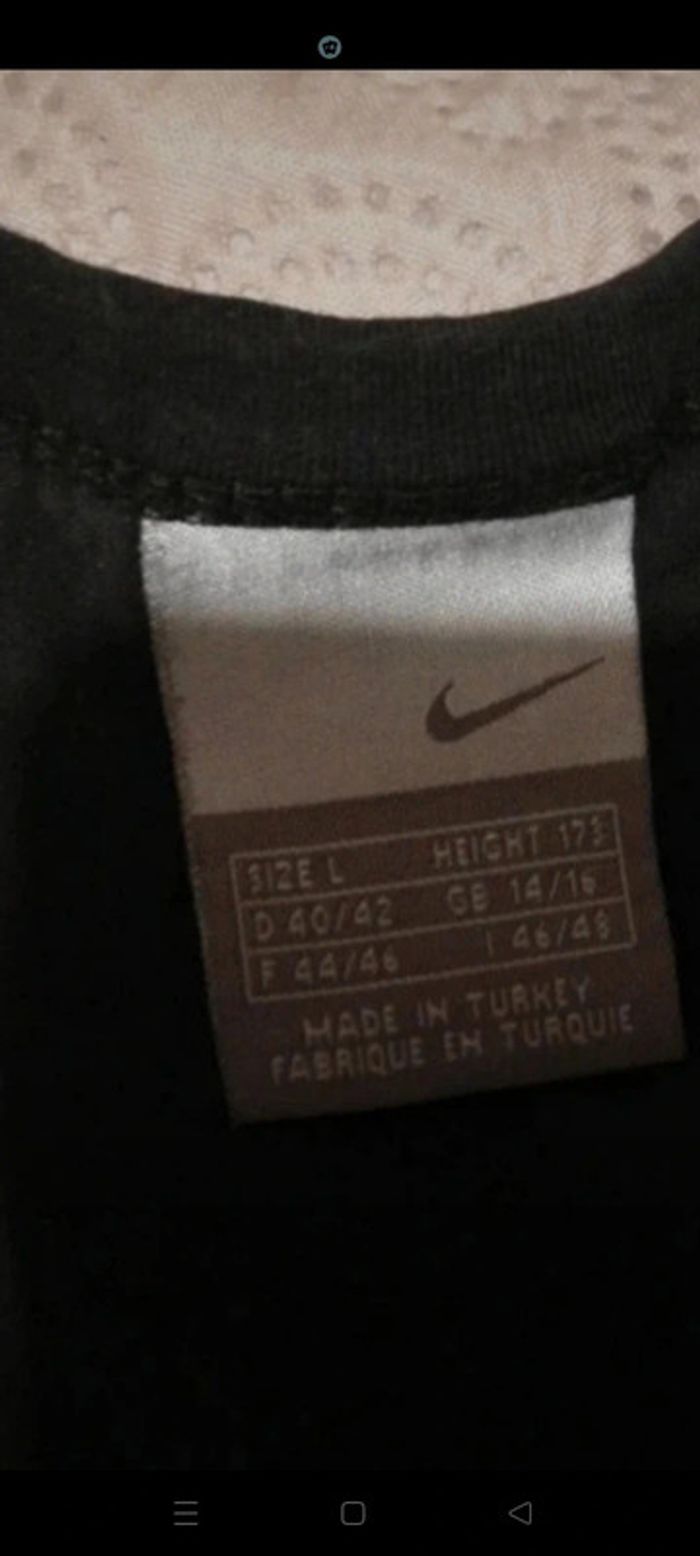 SIZE L HEIGHT 173
D 40/42 GB 14/16
F 44/46 I 46/48
MADE IN TURKEY
FABRIQUE EN TURQUIE